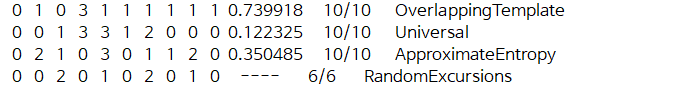 0 1 0 3 1 1 1 1 1 1 0.739918 10/10 OverlappingTemplate
0 0 1 3 3 1 2 0 0 0 0.122325 10/10 Universal
0 2 1 0 3 0 1 1 2 0 0.350485 10/10 ApproximateEntropy
0 0 2 0 1 0 2 0 1 0 ---- 6/6 RandomExcursions